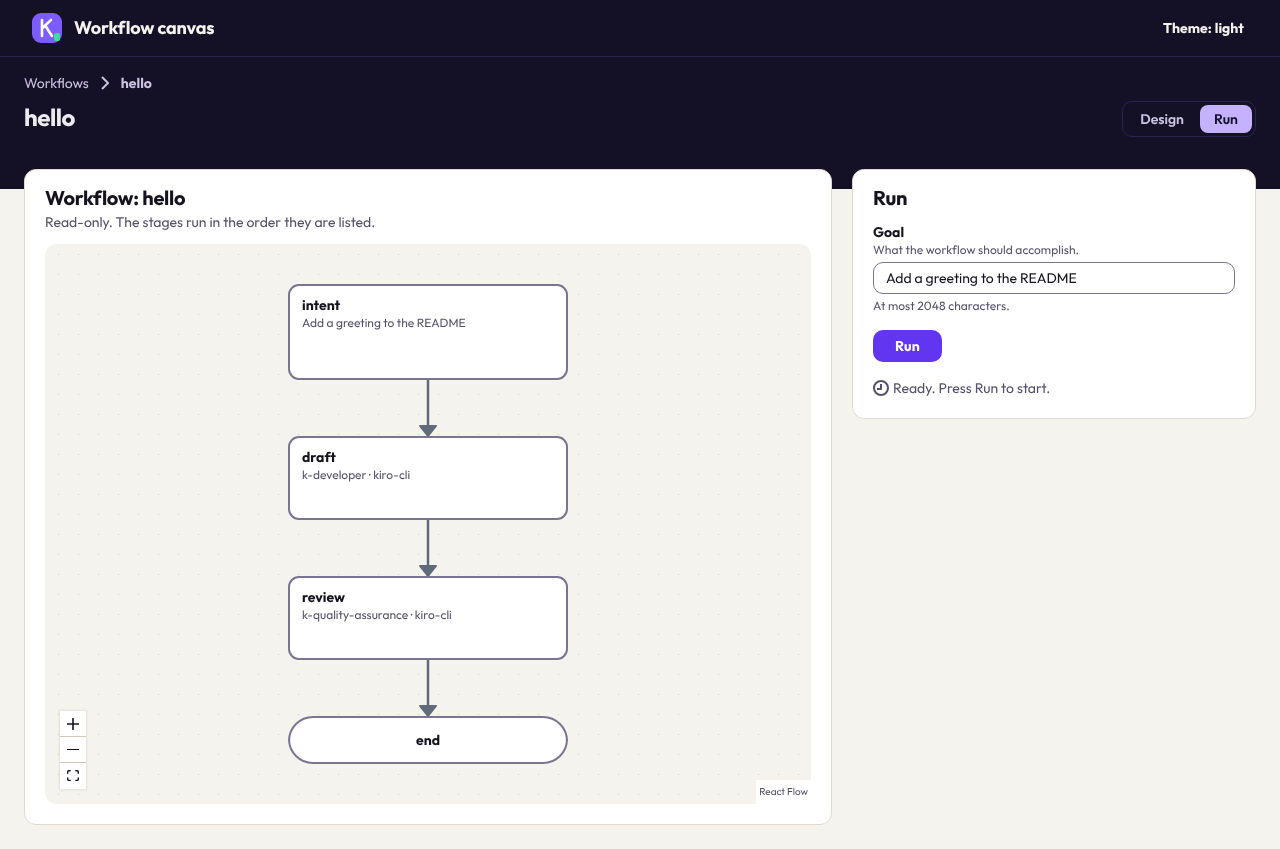 Workflow canvas
Theme: light
Workflows > hello
hello
Design
Run
Workflow: hello
Read-only. The stages run in the order they are listed.
intent
Add a greeting to the README
draft
k-developer · kiro-cli
review
k-quality-assurance · kiro-cli
end
React Flow
Run
Goal
What the workflow should accomplish.
Add a greeting to the README
At most 2048 characters.
Run
Ready. Press Run to start.